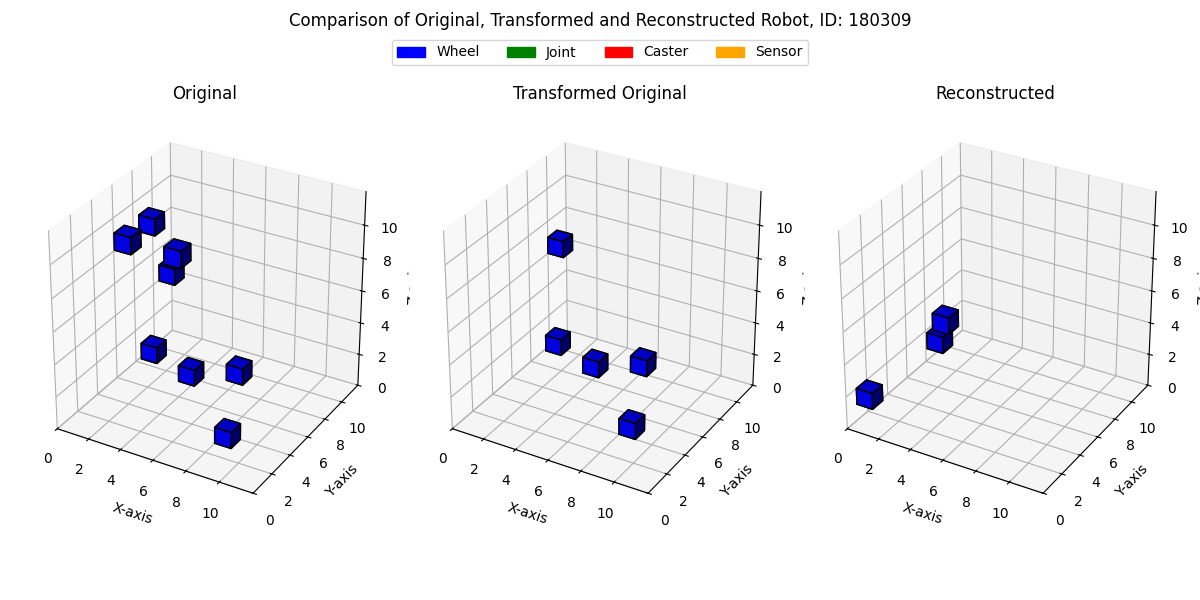 Comparison of Original, Transformed and Reconstructed Robot, ID: 180309
Wheel Joint Caster Sensor
Original Transformed Original Reconstructed
0 2 4 6 8 10
X-axis
0 2 4 6 8 10
Y-axis
0 2 4 6 8 10
0 2 4 6 8 10
X-axis
0 2 4 6 8 10
Y-axis
0 2 4 6 8 10
0 2 4 6 8 10
X-axis
0 2 4 6 8 10
Y-axis
0 2 4 6 8 10